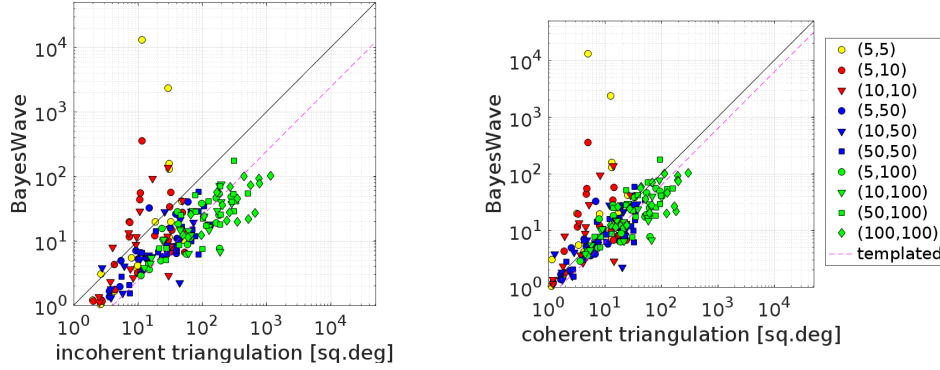 BayesWave
10^4
10^3
10^2
10^1
10^0
10^0 10^1 10^2 10^3 10^4
incoherent triangulation [sq.deg]
BayesWave
10^4
10^3
10^2
10^1
10^0
10^0 10^1 10^2 10^3 10^4
coherent triangulation [sq.deg]
(5,5)
(5,10)
(10,10)
(5,50)
(10,50)
(50,50)
(5,100)
(10,100)
(50,100)
(100,100)
templated